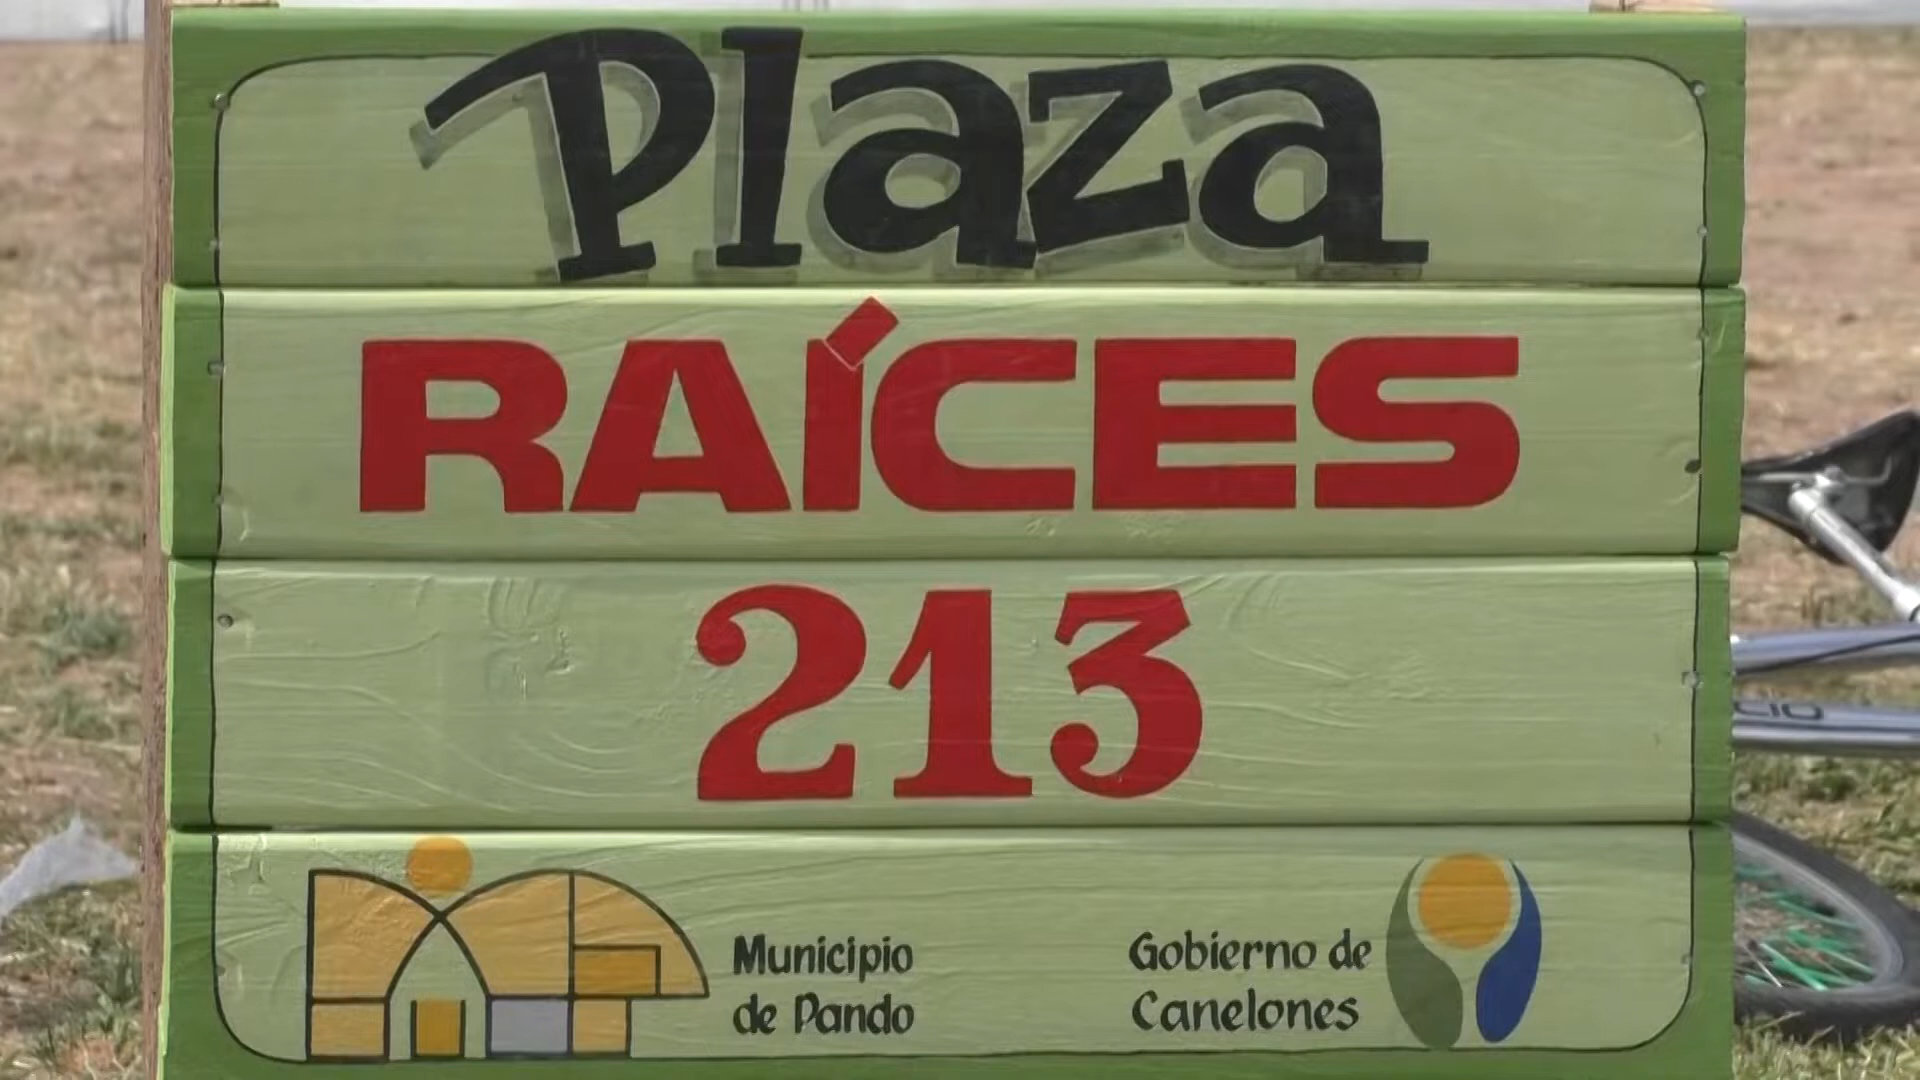 Plaza
RAÍCES
213
Municipio
de Pando
Gobierno de
Canelones